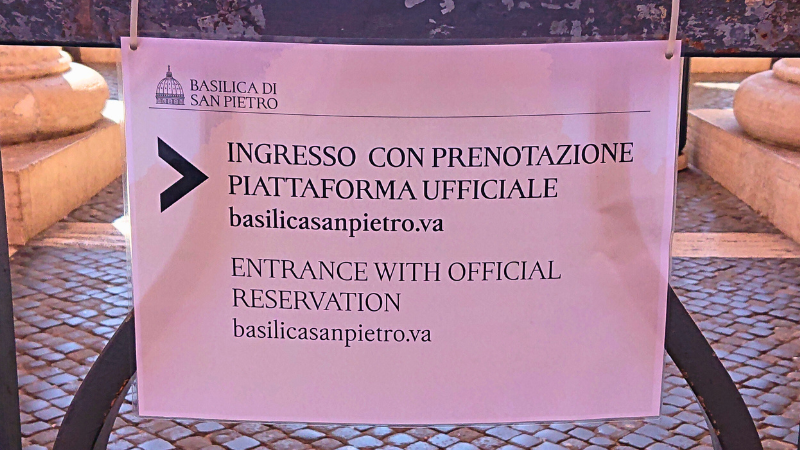 BASILICA DI
SAN PIETRO
INGRESSO CON PRENOTAZIONE
PIATTAFORMA UFFICIALE
basilicasanpietro.va
ENTRANCE WITH OFFICIAL
RESERVATION
basilicasanpietro.va